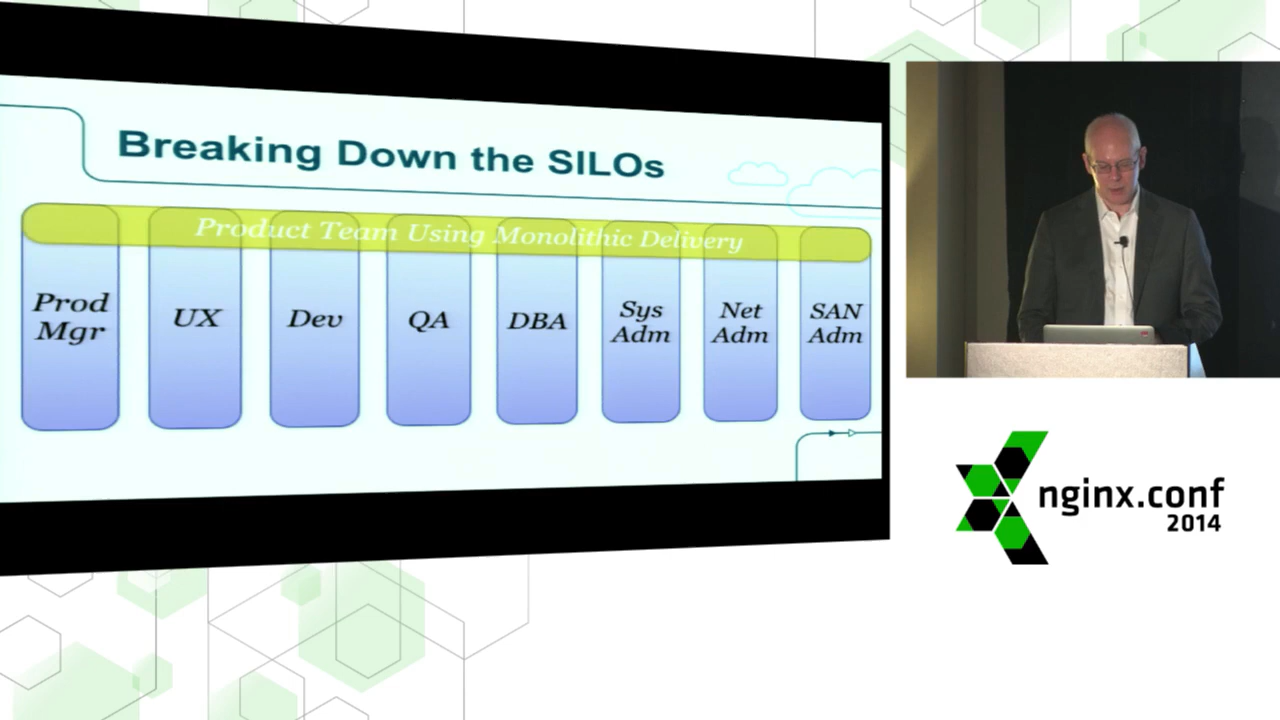 Breaking Down the SILOs
Product Team Using Monolithic Delivery
Prod
Mgr
UX
Dev
QA
DBA
Sys
Adm
Net
Adm
SAN
Adm
nginx.conf
2014